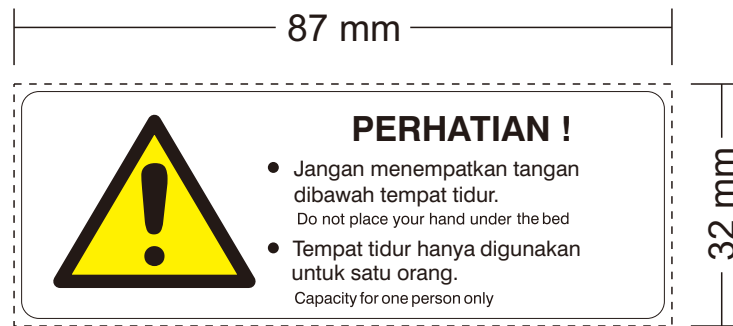 87 mm
PERHATIAN !
• Jangan menempatkan tangan
dibawah tempat tidur.
Do not place your hand under the bed
• Tempat tidur hanya digunakan
untuk satu orang.
Capacity for one person only
32 mm